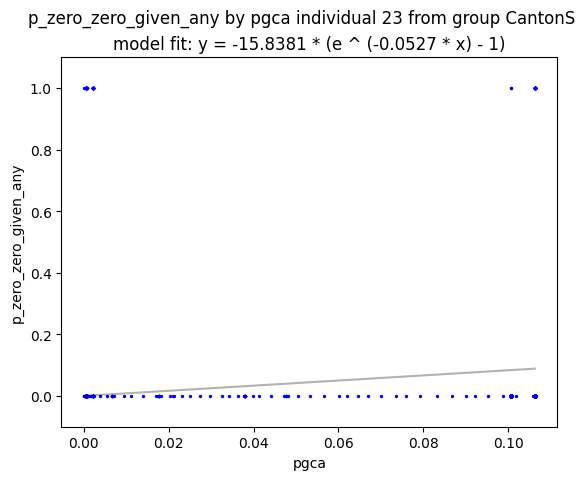 p_zero_zero_given_any by pgca individual 23 from group CantonS
model fit: y = -15.8381 * (e ^ (-0.0527 * x) - 1)
p_zero_zero_given_any
1.0
0.8
0.6
0.4
0.2
0.0
0.00 0.02 0.04 0.06 0.08 0.10
pgca